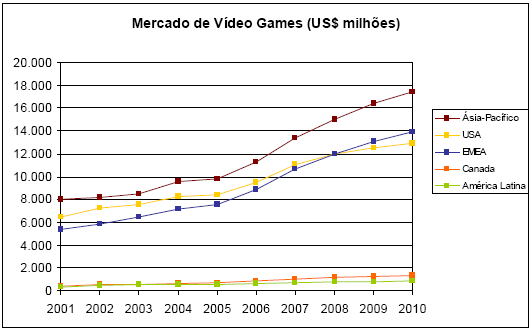 Mercado de Vídeo Games (US$ milhões)
20.000
18.000
16.000
14.000
12.000
10.000
8.000
6.000
4.000
2.000
0
2001 2002 2003 2004 2005 2006 2007 2008 2009 2010
Ásia-Pacífico
USA
EMEA
Canada
América Latina